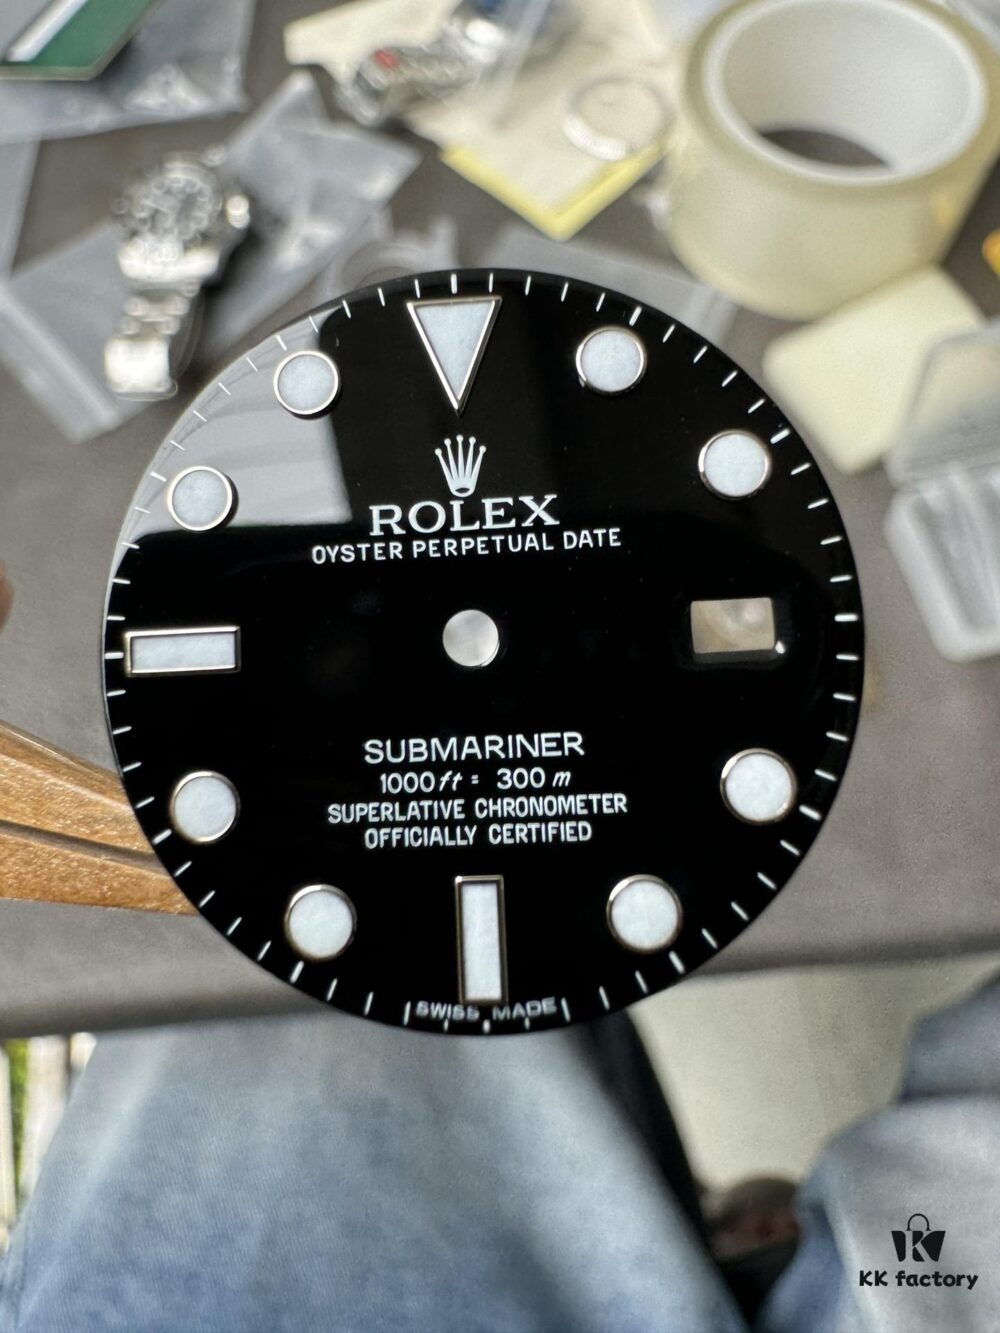 ROLEX
OYSTER PERPETUAL DATE
SUBMARINER
1000ft = 300m
SUPERLATIVE CHRONOMETER
OFFICIALLY CERTIFIED
SWISS MADE
KK factory